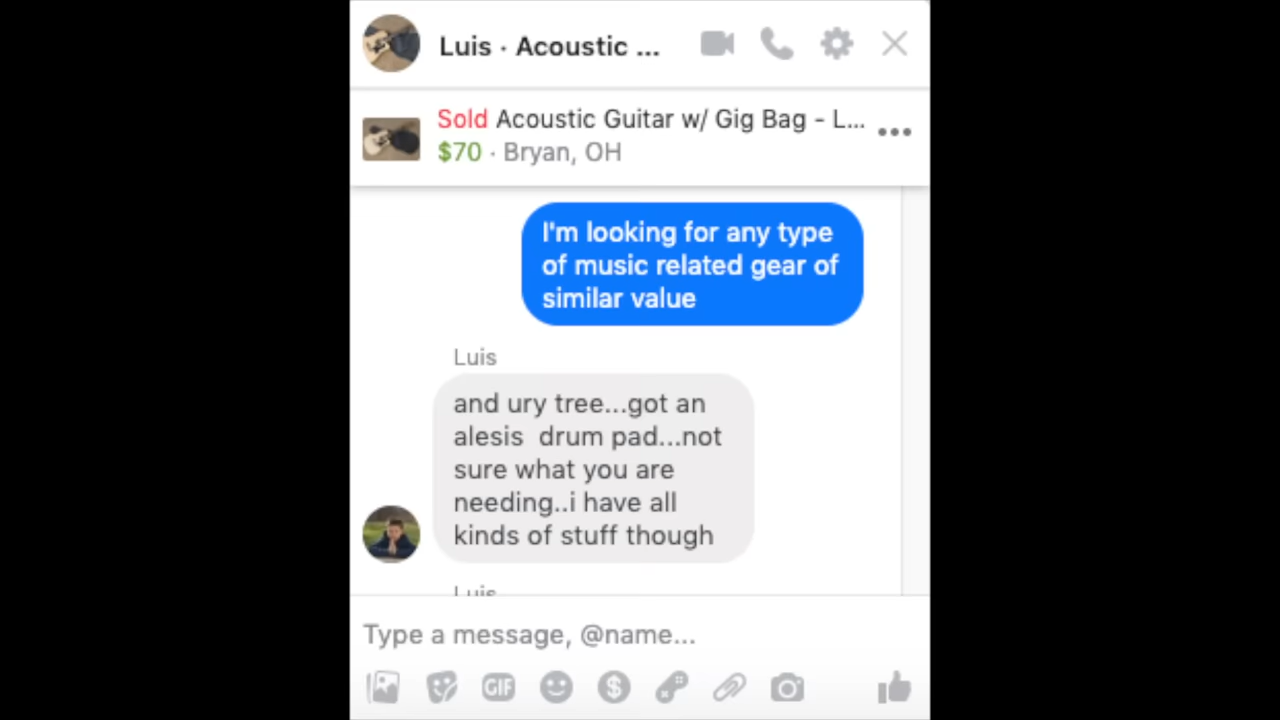 Luis · Acoustic ...
Sold Acoustic Guitar w/ Gig Bag - L...
$70 · Bryan, OH
I'm looking for any type
of music related gear of
similar value
Luis
and ury tree...got an
alesis  drum pad...not
sure what you are
needing..i have all
kinds of stuff though
Luis
Type a message, @name...
GIF